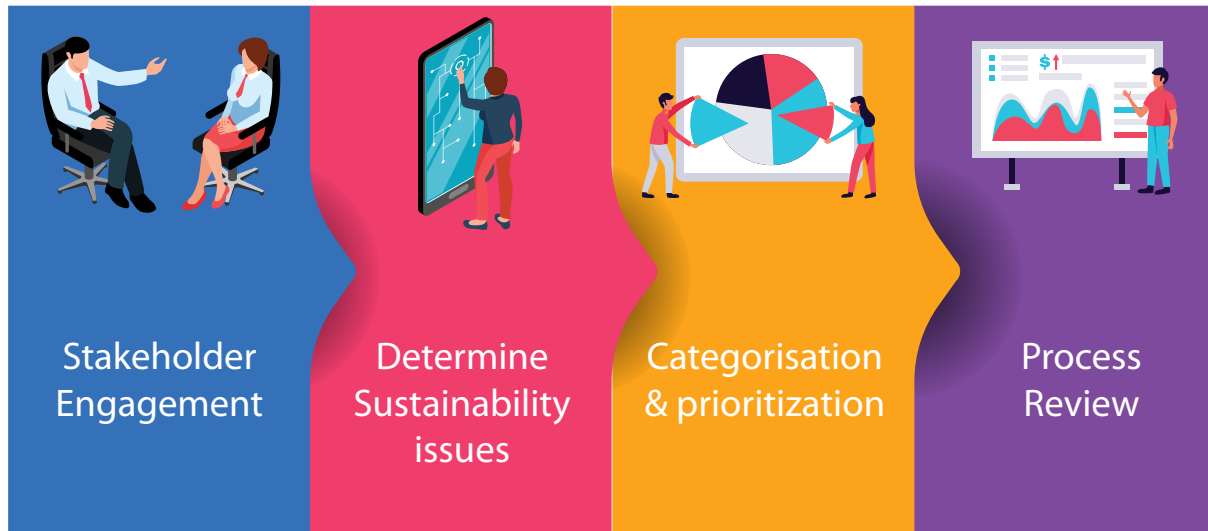 Stakeholder
Engagement
Determine
Sustainability
issues
Categorisation
& prioritization
Process
Review
$